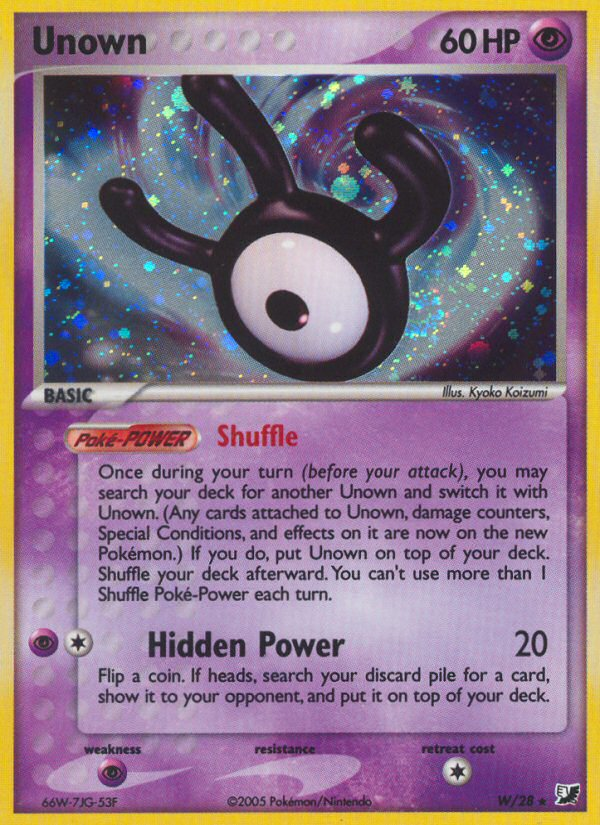 Unown 60 HP
BASIC
Illus. Kyoko Koizumi
Poké-POWER Shuffle
Once during your turn (before your attack), you may
search your deck for another Unown and switch it with
Unown. (Any cards attached to Unown, damage counters,
Special Conditions, and effects on it are now on the new
Pokémon.) If you do, put Unown on top of your deck.
Shuffle your deck afterward. You can't use more than 1
Shuffle Poké-Power each turn.
Hidden Power 20
Flip a coin. If heads, search your discard pile for a card,
show it to your opponent, and put it on top of your deck.
weakness resistance retreat cost
66W-7JG-53F ©2005 Pokémon/Nintendo W/28 ★